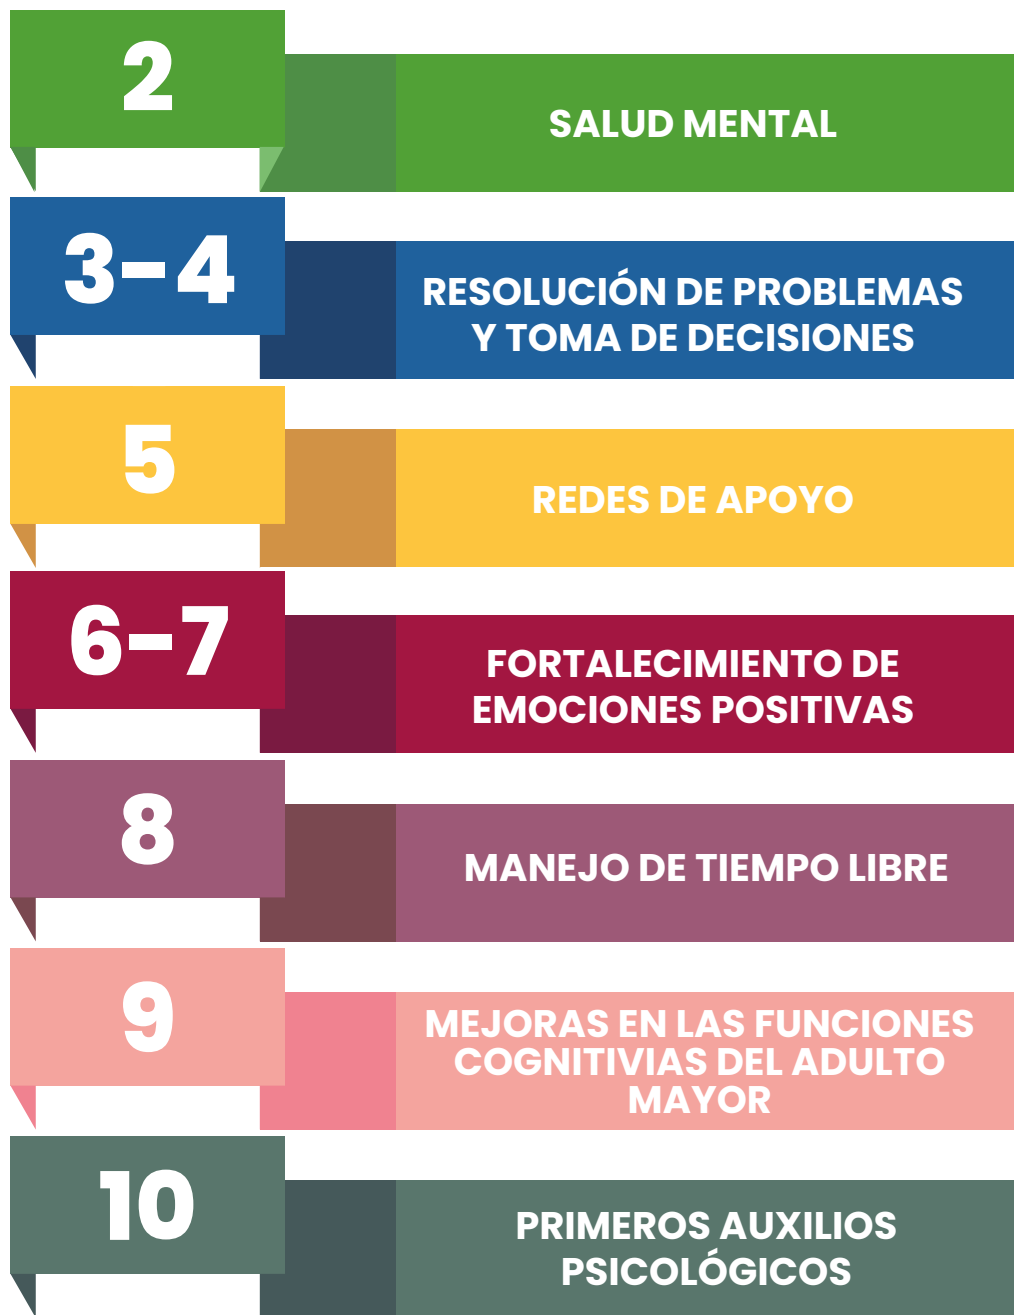 2
SALUD MENTAL
3-4
RESOLUCIÓN DE PROBLEMAS
Y TOMA DE DECISIONES
5
REDES DE APOYO
6-7
FORTALECIMIENTO DE
EMOCIONES POSITIVAS
8
MANEJO DE TIEMPO LIBRE
9
MEJORAS EN LAS FUNCIONES
COGNITIVIAS DEL ADULTO
MAYOR
10
PRIMEROS AUXILIOS
PSICOLÓGICOS